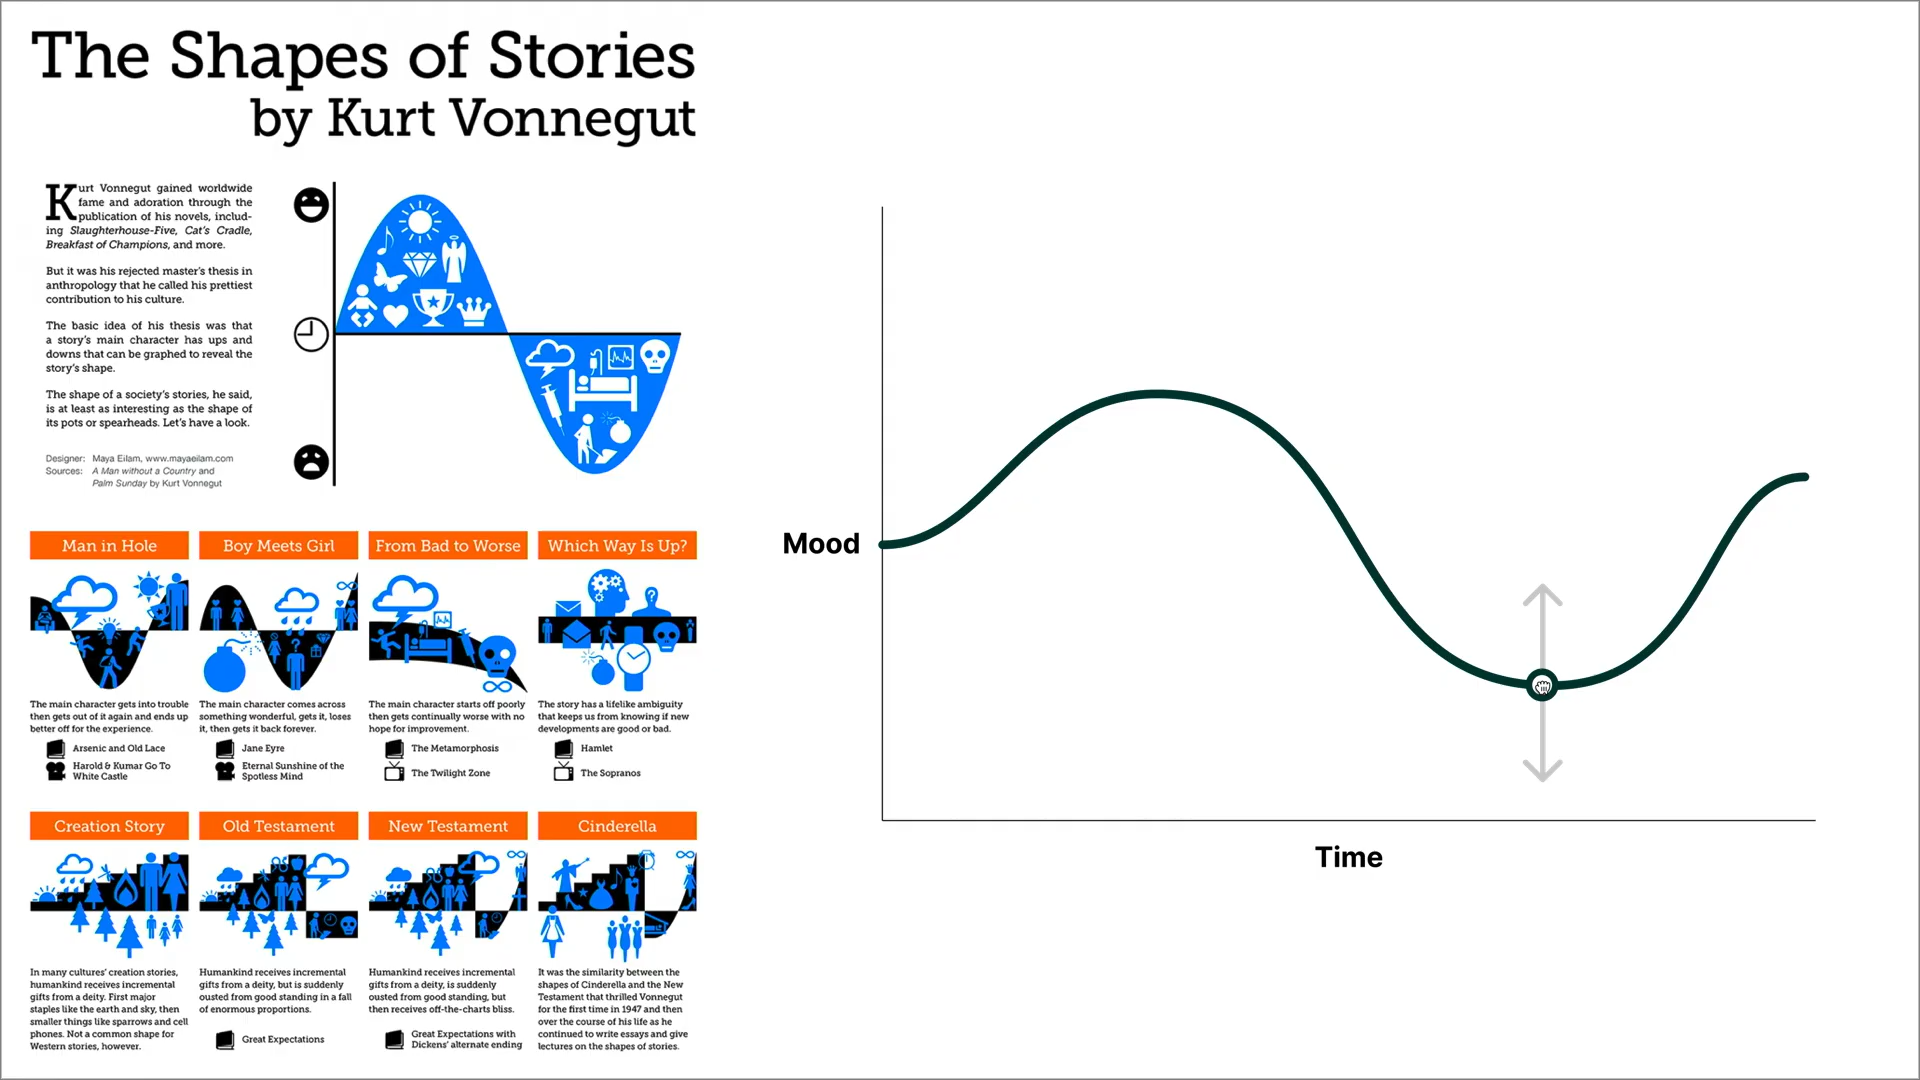 The Shapes of Stories
by Kurt Vonnegut
Kurt Vonnegut gained worldwide
fame and adoration through the
publication of his novels, includ-
ing Slaughterhouse-Five, Cat's Cradle,
Breakfast of Champions, and more.
But it was his rejected master's thesis in
anthropology that he called his prettiest
contribution to his culture.
The basic idea of his thesis was that
a story's main character has ups and
downs that can be graphed to reveal the
story's shape.
The shape of a society's stories, he said,
is at least as interesting as the shape of
its pots or spearheads. Let's have a look.
Designer: Maya Eilam, www.mayaeilam.com
Sources: A Man without a Country and
Palm Sunday by Kurt Vonnegut
Man in Hole
The main character gets into trouble
then gets out of it again and ends up
better off for the experience.
Arsenic and Old Lace
Harold & Kumar Go To
White Castle
Boy Meets Girl
The main character comes across
something wonderful, gets it, loses
it, then gets it back forever.
Jane Eyre
Eternal Sunshine of the
Spotless Mind
From Bad to Worse
The main character starts off poorly
then gets continually worse with no
hope for improvement.
The Metamorphosis
The Twilight Zone
Which Way Is Up?
?
The story has a lifelike ambiguity
that keeps us from knowing if new
developments are good or bad.
Hamlet
The Sopranos
Creation Story
In many cultures' creation stories,
humankind receives incremental
gifts from a deity. First major
staples like the earth and sky, then
smaller things like sparrows and cell
phones. Not a common shape for
Western stories, however.
Old Testament
Humankind receives incremental
gifts from a deity, but is suddenly
ousted from good standing in a fall
of enormous proportions.
Great Expectations
New Testament
Humankind receives incremental
gifts from a deity, is suddenly
ousted from good standing, but
then receives off-the-charts bliss.
Great Expectations with
Dickens' alternate ending
Cinderella
It was the similarity between the
shapes of Cinderella and the New
Testament that thrilled Vonnegut
for the first time in 1947 and then
over the course of his life as he
continued to write essays and give
lectures on the shapes of stories.
Mood
Time